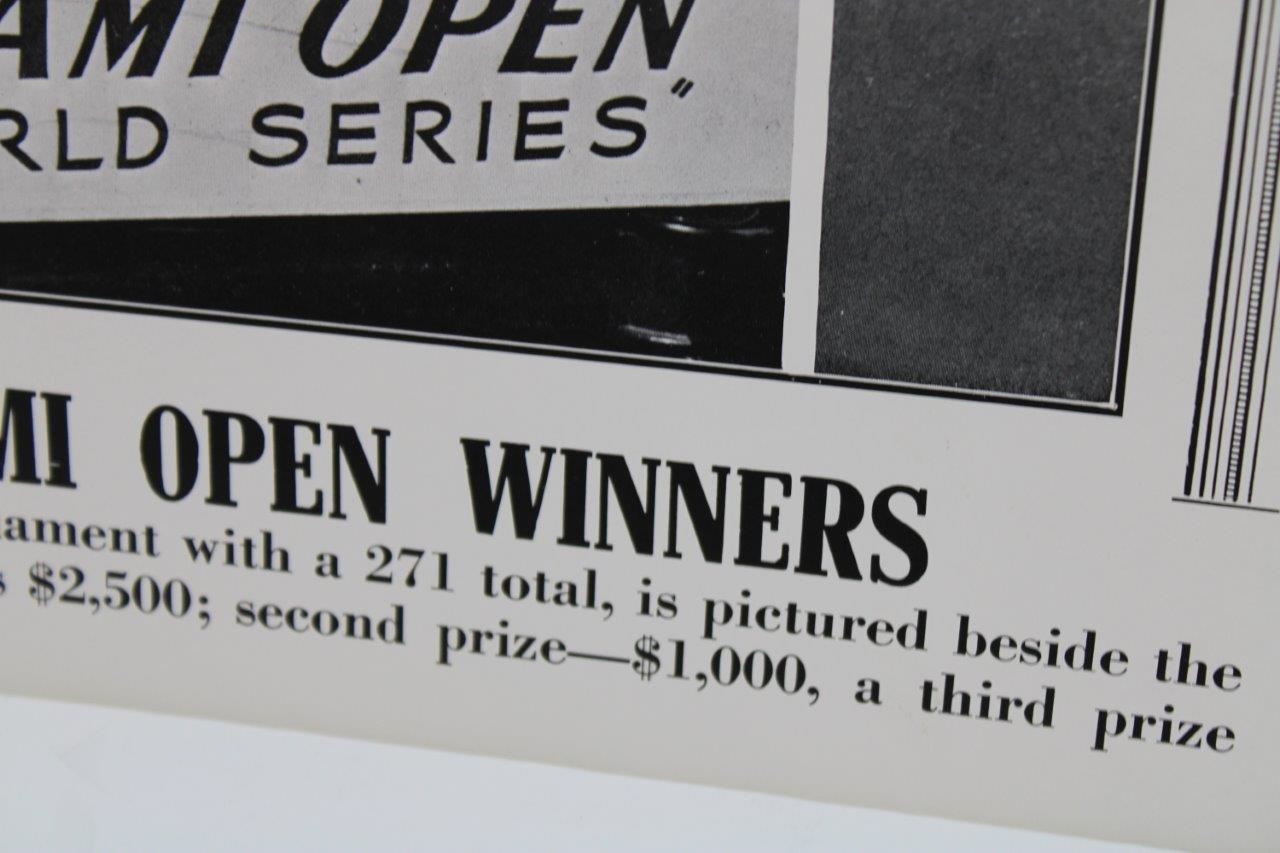 AMI OPEN
RLD SERIES"
MI OPEN WINNERS
ament with a 271 total, is pictured beside the
s $2,500; second prize—$1,000, a third prize